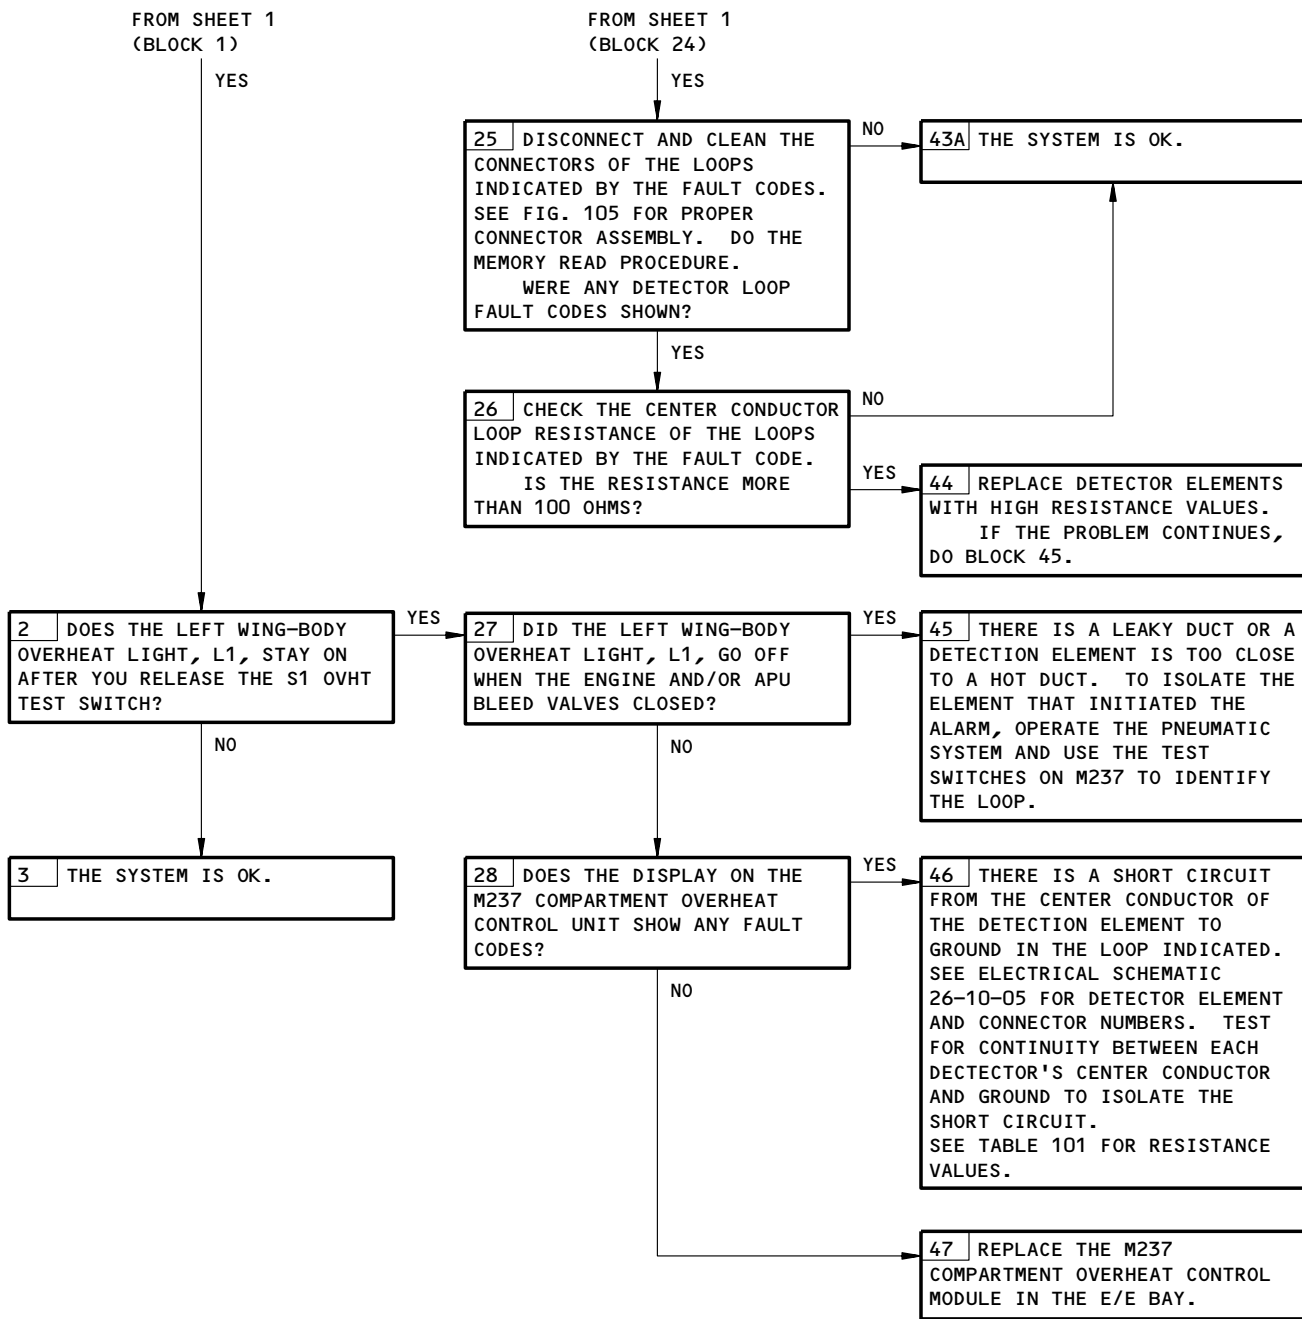 FROM SHEET 1
(BLOCK 1)
YES
FROM SHEET 1
(BLOCK 24)
YES
25 DISCONNECT AND CLEAN THE
CONNECTORS OF THE LOOPS
INDICATED BY THE FAULT CODES.
SEE FIG. 105 FOR PROPER
CONNECTOR ASSEMBLY. DO THE
MEMORY READ PROCEDURE.
WERE ANY DETECTOR LOOP
FAULT CODES SHOWN?
NO
43A THE SYSTEM IS OK.
YES
26 CHECK THE CENTER CONDUCTOR
LOOP RESISTANCE OF THE LOOPS
INDICATED BY THE FAULT CODE.
IS THE RESISTANCE MORE
THAN 100 OHMS?
NO
YES
44 REPLACE DETECTOR ELEMENTS
WITH HIGH RESISTANCE VALUES.
IF THE PROBLEM CONTINUES,
DO BLOCK 45.
2 DOES THE LEFT WING-BODY
OVERHEAT LIGHT, L1, STAY ON
AFTER YOU RELEASE THE S1 OVHT
TEST SWITCH?
YES
27 DID THE LEFT WING-BODY
OVERHEAT LIGHT, L1, GO OFF
WHEN THE ENGINE AND/OR APU
BLEED VALVES CLOSED?
YES
45 THERE IS A LEAKY DUCT OR A
DETECTION ELEMENT IS TOO CLOSE
TO A HOT DUCT. TO ISOLATE THE
ELEMENT THAT INITIATED THE
ALARM, OPERATE THE PNEUMATIC
SYSTEM AND USE THE TEST
SWITCHES ON M237 TO IDENTIFY
THE LOOP.
NO
NO
3 THE SYSTEM IS OK.
28 DOES THE DISPLAY ON THE
M237 COMPARTMENT OVERHEAT
CONTROL UNIT SHOW ANY FAULT
CODES?
YES
46 THERE IS A SHORT CIRCUIT
FROM THE CENTER CONDUCTOR OF
THE DETECTION ELEMENT TO
GROUND IN THE LOOP INDICATED.
SEE ELECTRICAL SCHEMATIC
26-10-05 FOR DETECTOR ELEMENT
AND CONNECTOR NUMBERS. TEST
FOR CONTINUITY BETWEEN EACH
DECTECTOR'S CENTER CONDUCTOR
AND GROUND TO ISOLATE THE
SHORT CIRCUIT.
SEE TABLE 101 FOR RESISTANCE
VALUES.
NO
47 REPLACE THE M237
COMPARTMENT OVERHEAT CONTROL
MODULE IN THE E/E BAY.